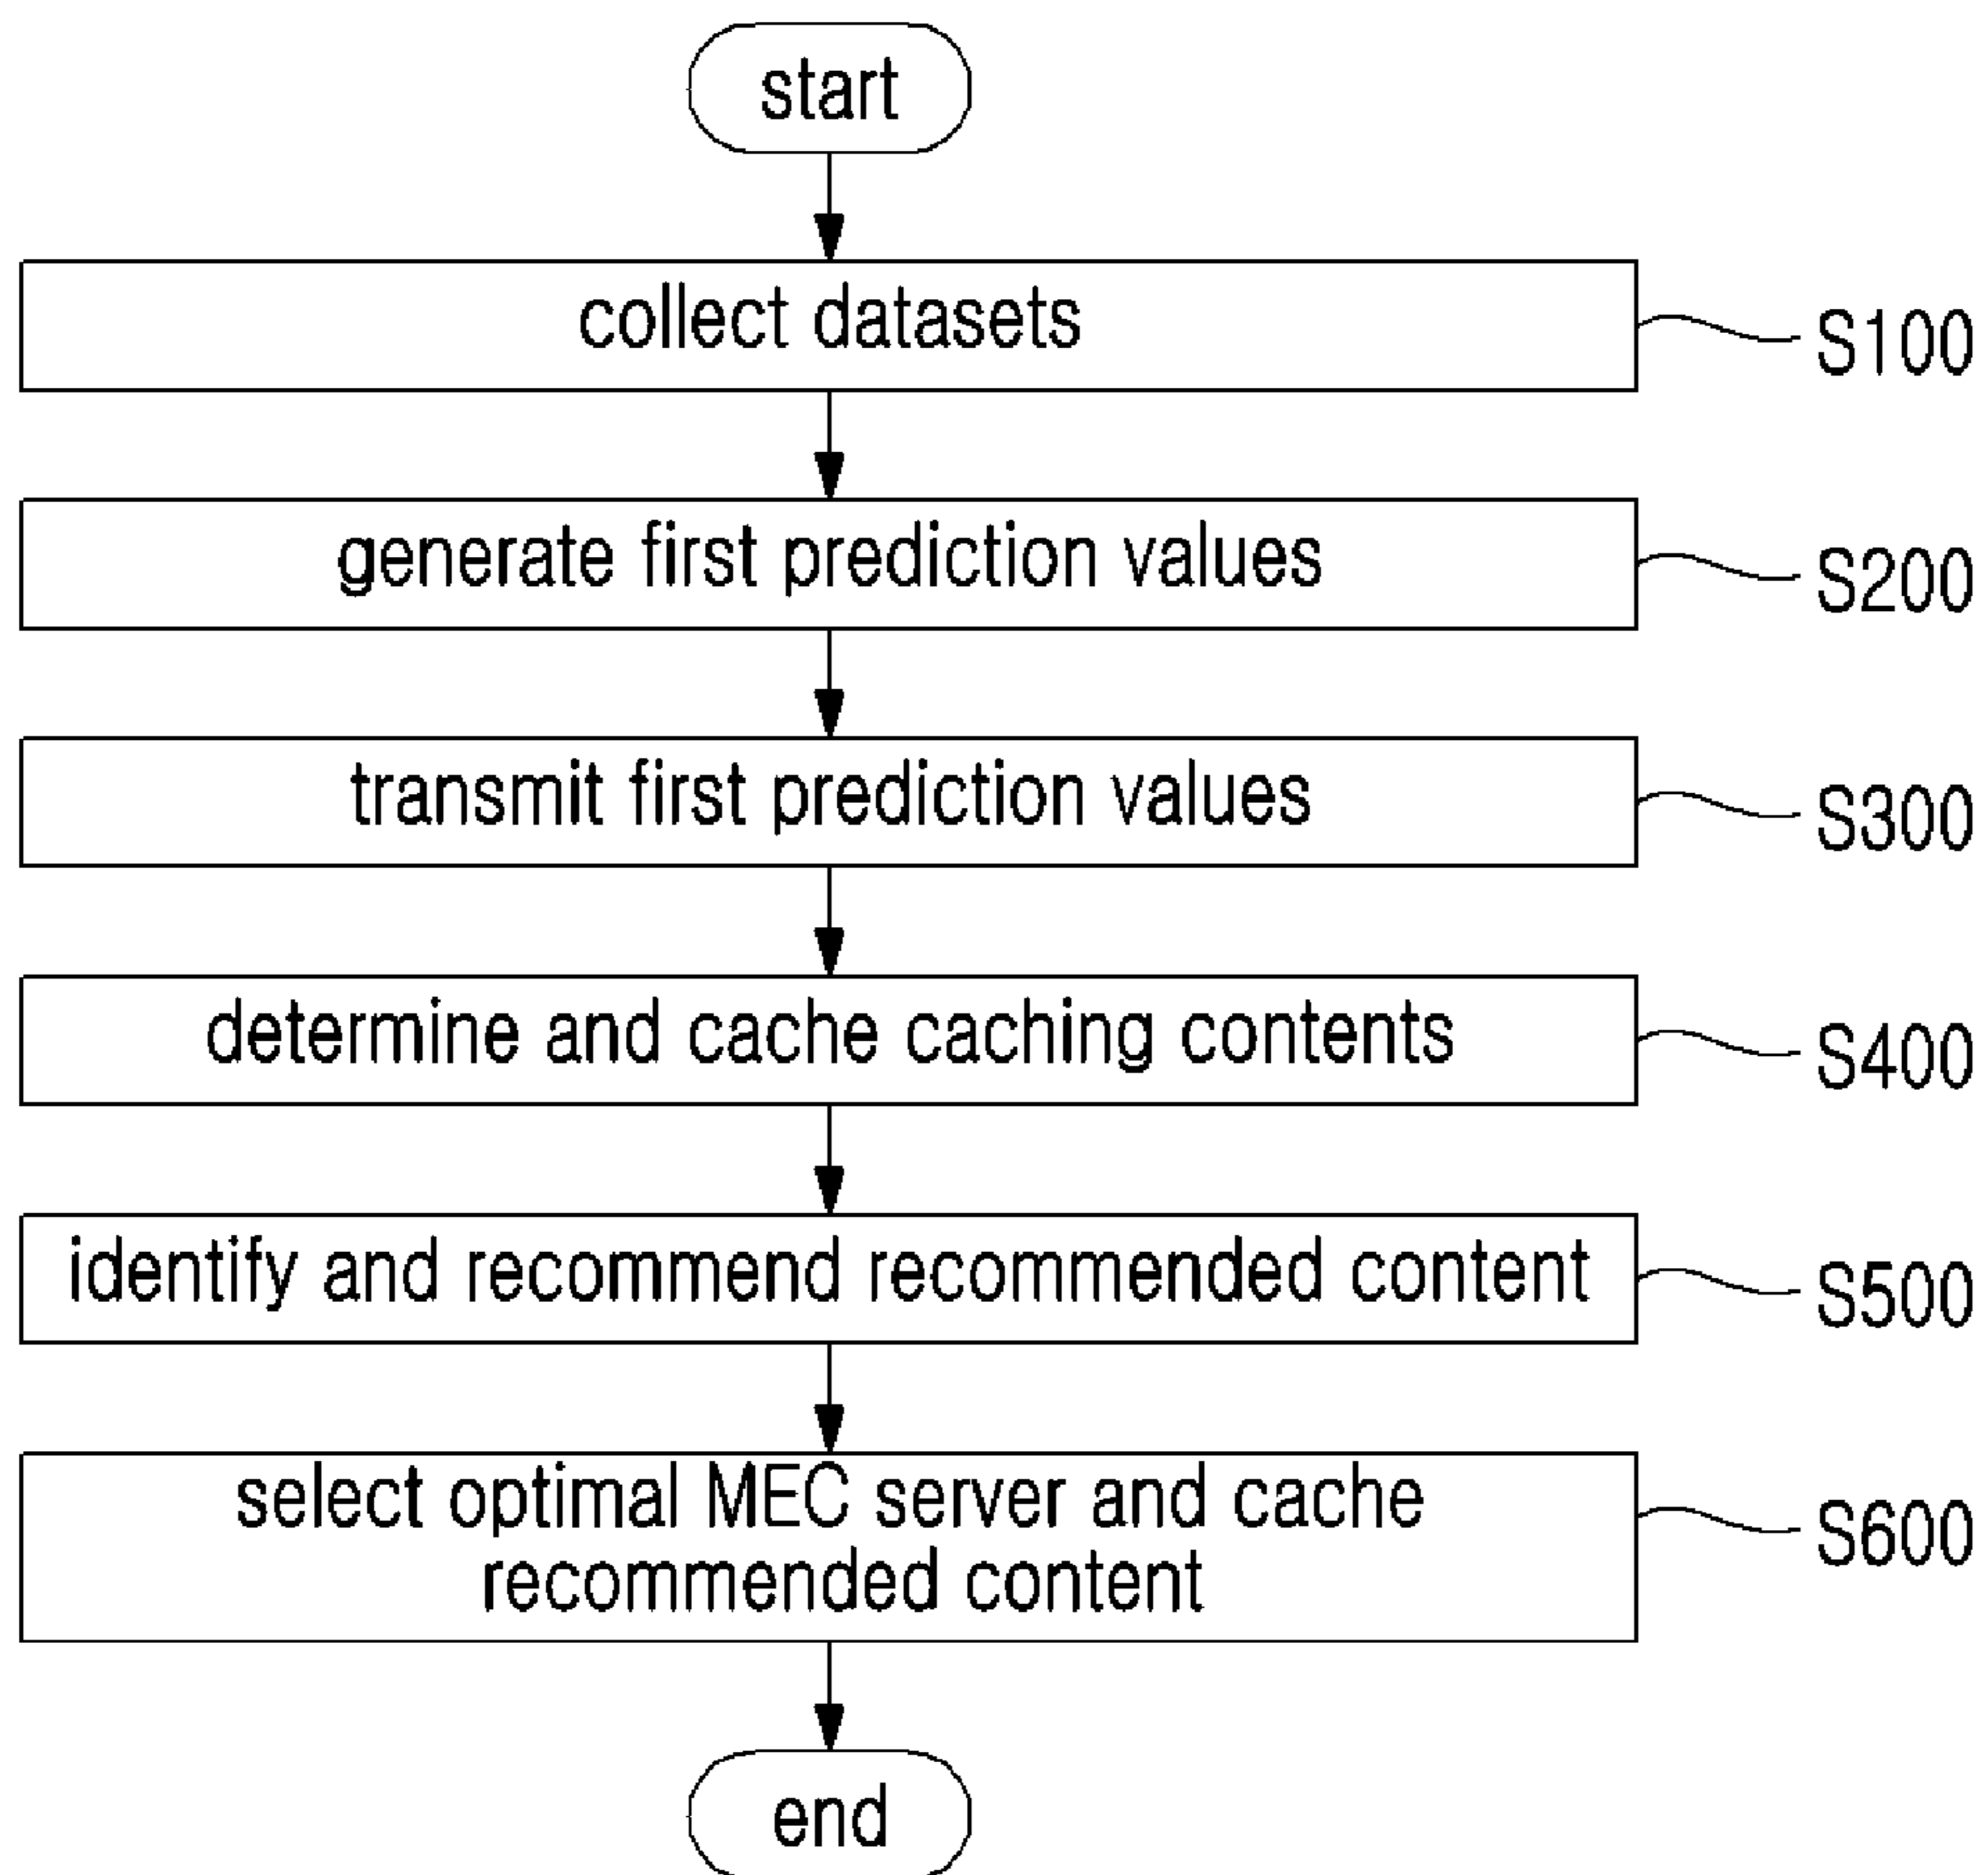 start
collect datasets
S100
generate first prediction values
S200
transmit first prediction values
S300
determine and cache caching contents
S400
identify and recommend recommended content
S500
select optimal MEC server and cache
recommended content
S600
end